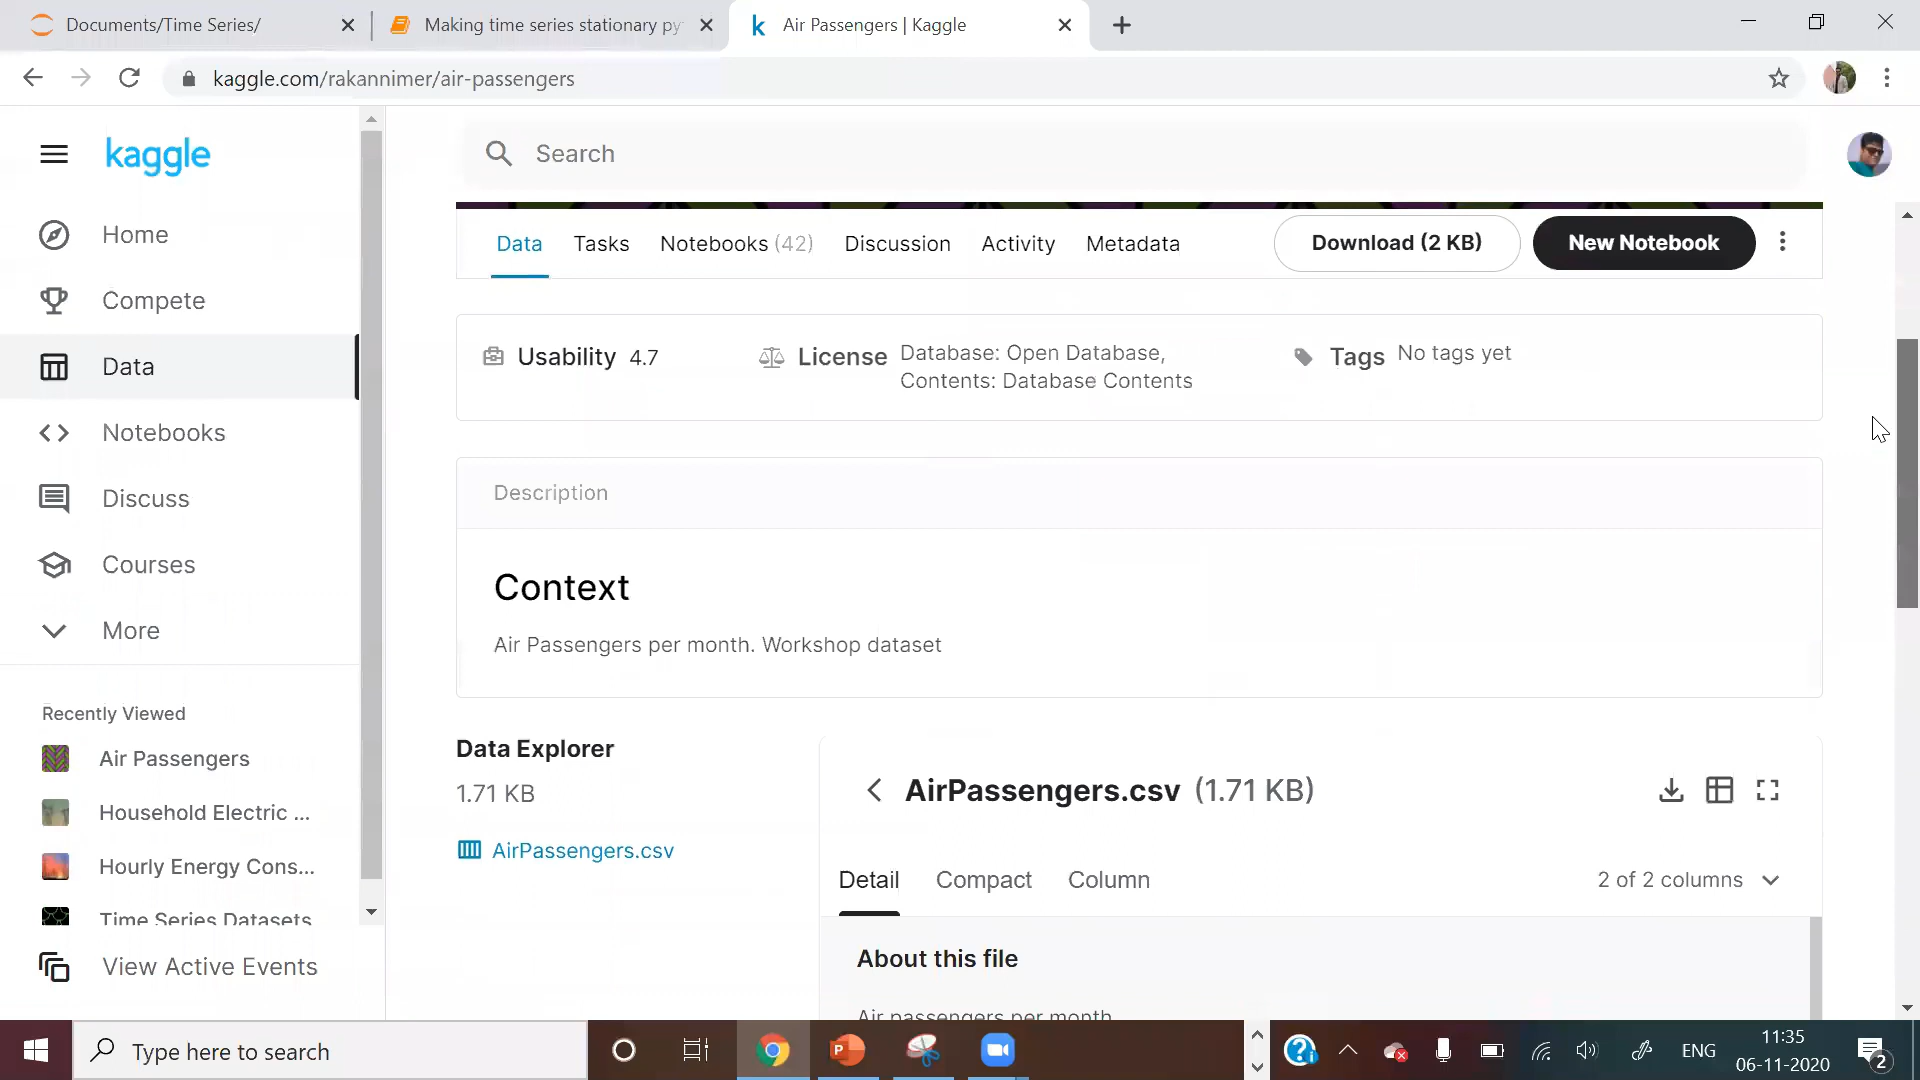 Documents/Time Series/
Making time series stationary py
Air Passengers | Kaggle
kaggle.com/rakannimer/air-passengers
kaggle
Search
Home
Compete
Data
Notebooks
Discuss
Courses
More
Recently Viewed
Air Passengers
Household Electric ...
Hourly Energy Cons...
Time Series Datasets
View Active Events
Data Tasks Notebooks (42) Discussion Activity Metadata Download (2 KB) New Notebook
Usability 4.7
License Database: Open Database,
Contents: Database Contents
Tags No tags yet
Description
Context
Air Passengers per month. Workshop dataset
Data Explorer
1.71 KB
AirPassengers.csv
AirPassengers.csv (1.71 KB)
Detail Compact Column 2 of 2 columns
About this file
Air passengers per month
Type here to search
ENG
11:35
06-11-2020
2